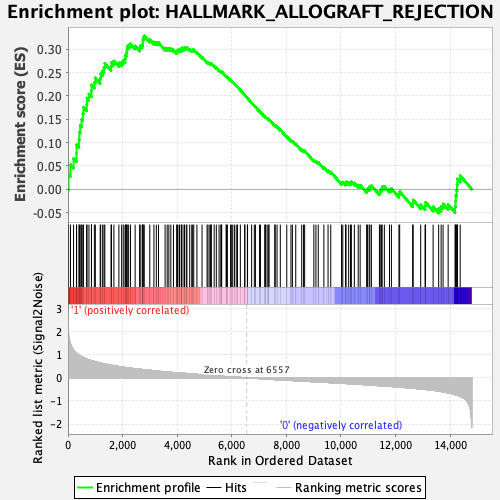 Enrichment plot: HALLMARK_ALLOGRAFT_REJECTION
Enrichment score (ES)
0.30
0.25
0.20
0.15
0.10
0.05
0.00
-0.05
'1' (positively correlated)
Ranked list metric (Signal2Noise)
3
2
1
0
-1
-2
Zero cross at 6557
'0' (negatively correlated)
0
2,000
4,000
6,000
8,000
10,000
12,000
14,000
Rank in Ordered Dataset
Enrichment profile
Hits
Ranking metric scores